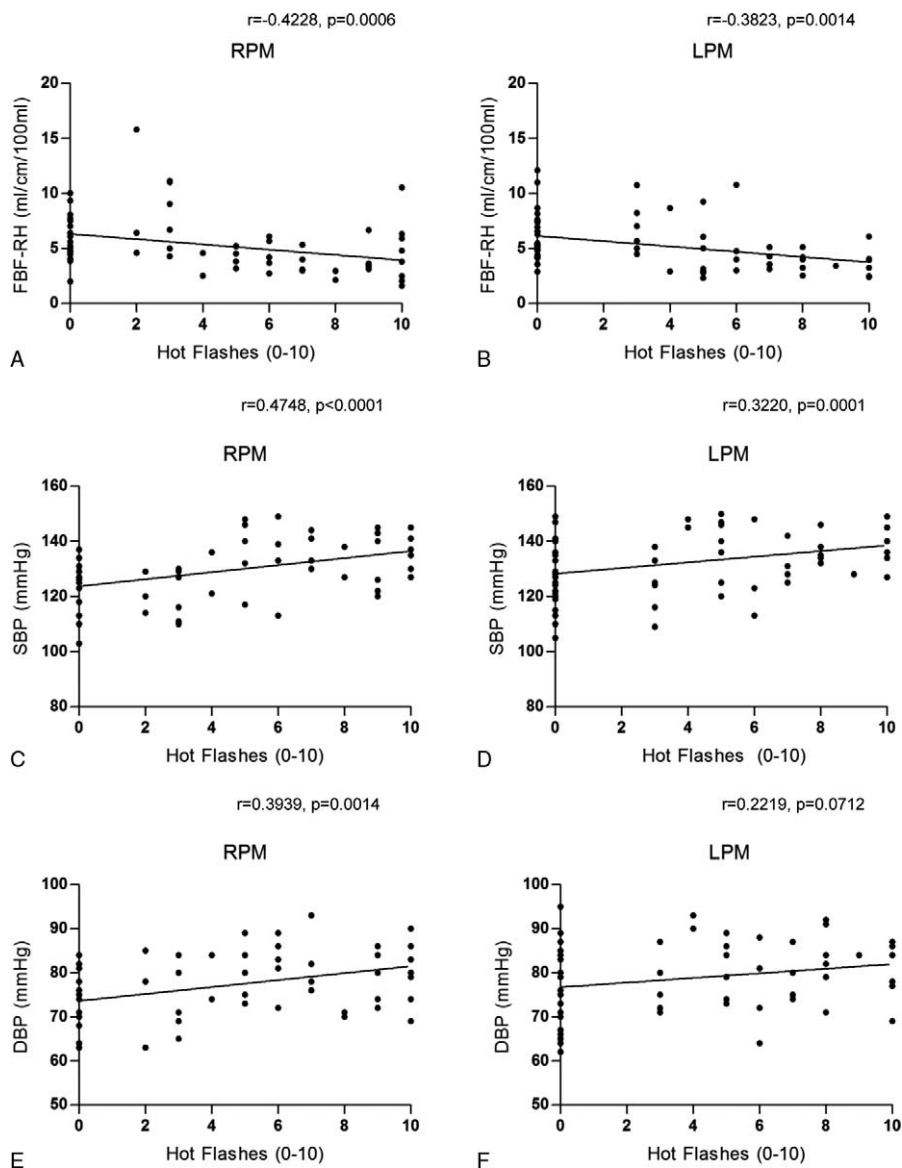 r=-0.4228, p=0.0006
RPM
FBF-RH (ml/cm/100ml)
20
15
10
5
0
0 2 4 6 8 10
Hot Flashes (0-10)
A
r=-0.3823, p=0.0014
LPM
FBF-RH (ml/cm/100ml)
20
15
10
5
0
0 2 4 6 8 10
Hot Flashes (0-10)
B
r=0.4748, p<0.0001
RPM
SBP (mmHg)
160
140
120
100
80
0 2 4 6 8 10
Hot Flashes (0-10)
C
r=0.3220, p=0.0001
LPM
SBP (mmHg)
160
140
120
100
80
0 2 4 6 8 10
Hot Flashes (0-10)
D
r=0.3939, p=0.0014
RPM
DBP (mmHg)
100
90
80
70
60
50
0 2 4 6 8 10
Hot Flashes (0-10)
E
r=0.2219, p=0.0712
LPM
DBP (mmHg)
100
90
80
70
60
50
0 2 4 6 8 10
Hot Flashes (0-10)
F